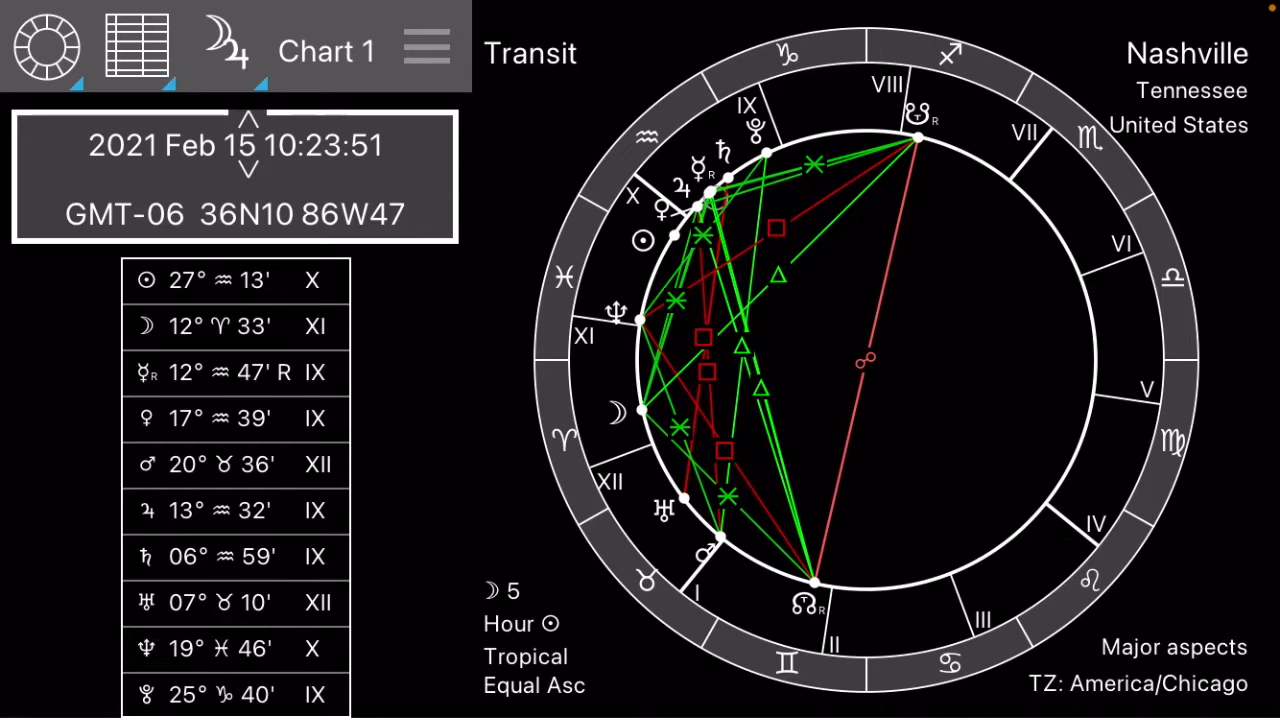 Chart 1
2021 Feb 15 10:23:51
GMT-06 36N10 86W47
☉ 27° ♒ 13' X
☽ 12° ♈ 33' XI
☿R 12° ♒ 47' R IX
♀ 17° ♒ 39' IX
♂ 20° ♉ 36' XII
♃ 13° ♒ 32' IX
♄ 06° ♒ 59' IX
♅ 07° ♉ 10' XII
♆ 19° ♓ 46' X
25° ♑ 40' IX
Transit
Nashville
Tennessee
United States
VIII
IX
R
VII
R
X
VI
XI
V
XII
IV
I
III
R
II
☽ 5
Hour ☉
Tropical
Equal Asc
Major aspects
TZ: America/Chicago